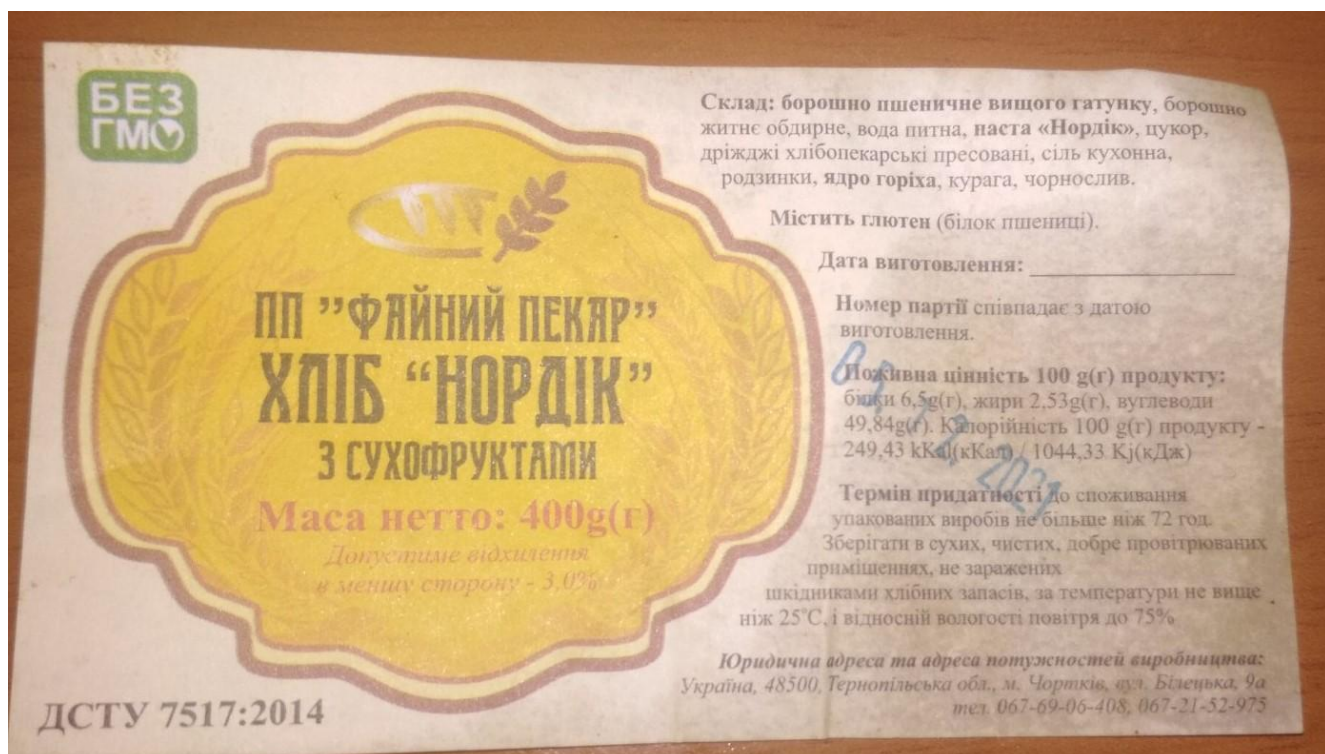 БЕЗ
ГМО
ПП ”ФАЙНИЙ ПЕКАР”
ХЛІБ “НОРДІК”
З СУХОФРУКТАМИ
Маса нетто: 400g(г)
Допустиме відхилення
в меншу сторону - 3,0%
ДСТУ 7517:2014
Склад: борошно пшеничне вищого гатунку, борошно
житнє обдирне, вода питна, паста «Нордік», цукор,
дріжджі хлібопекарські пресовані, сіль кухонна,
родзинки, ядро горіха, курага, чорнослив.
Містить глютен (білок пшениці).
Дата виготовлення:
Номер партії співпадає з датою
виготовлення.
Поживна цінність 100 g(г) продукту:
білки 6,5g(г), жири 2,53g(г), вуглеводи
49,84g(г). Калорійність 100 g(г) продукту -
249,43 kKal(кКал) / 1044,33 Kj(кДж)
05.12.2021
Термін придатності до споживання
упакованих виробів не більше ніж 72 год.
Зберігати в сухих, чистих, добре провітрюваних
приміщеннях, не заражених
шкідниками хлібних запасів, за температури не вище
ніж 25°С, і відносній вологості повітря до 75%
Юридична адреса та адреса потужностей виробництва:
Україна, 48500, Тернопільська обл., м. Чортків, вул. Білецька, 9а
тел. 067-69-06-408, 067-21-52-975